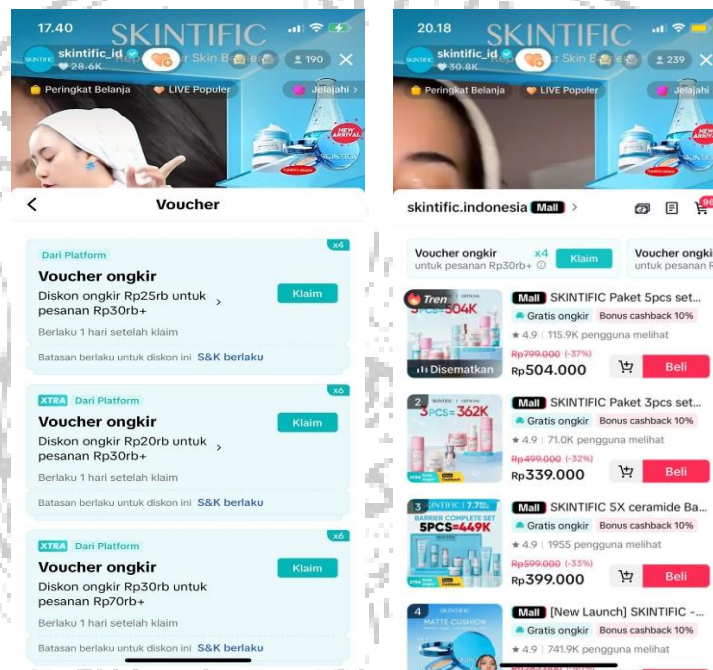 17.40
SKINTIFIC
skintific_id
28.6K
190
Peringkat Belanja
LIVE Populer
Jelajahi >
NEW ARRIVAL
Voucher
x4
Dari Platform
Voucher ongkir
Diskon ongkir Rp25rb untuk
pesanan Rp30rb+
Klaim
Berlaku 1 hari setelah klaim
Batasan berlaku untuk diskon ini S&K berlaku
x6
XTRA Dari Platform
Voucher ongkir
Diskon ongkir Rp20rb untuk
pesanan Rp30rb+
Klaim
Berlaku 1 hari setelah klaim
Batasan berlaku untuk diskon ini S&K berlaku
x6
XTRA Dari Platform
Voucher ongkir
Diskon ongkir Rp30rb untuk
pesanan Rp70rb+
Klaim
Berlaku 1 hari setelah klaim
Batasan berlaku untuk diskon ini S&K berlaku
20.18
SKINTIFIC
skintific_id
30.8K
239
Peringkat Belanja
LIVE Populer
Jelajahi
NEW ARRIVAL
skintific.indonesia Mall >
96
Voucher ongkir x4
untuk pesanan Rp30rb+
Klaim
Voucher ongki
untuk pesanan R
Tren
504K
Disematkan
Mall SKINTIFIC Paket 5pcs set...
Gratis ongkir Bonus cashback 10%
4.9 | 115.9K pengguna melihat
Rp799.000 (-37%)
Rp504.000
Beli
2
3PCS=362K
Mall SKINTIFIC Paket 3pcs set...
Gratis ongkir Bonus cashback 10%
4.9 | 71.0K pengguna melihat
Rp499.000 (-32%)
Rp339.000
Beli
3
BARRIER COMPLETE SET
5PCS=449K
Mall SKINTIFIC 5X ceramide Ba...
Gratis ongkir Bonus cashback 10%
4.9 | 1955 pengguna melihat
Rp599.000 (-33%)
Rp399.000
Beli
4
SKINTIFIC
MATTE CUSHION
Mall [New Launch] SKINTIFIC -...
Gratis ongkir Bonus cashback 10%
4.9 | 741.9K pengguna melihat